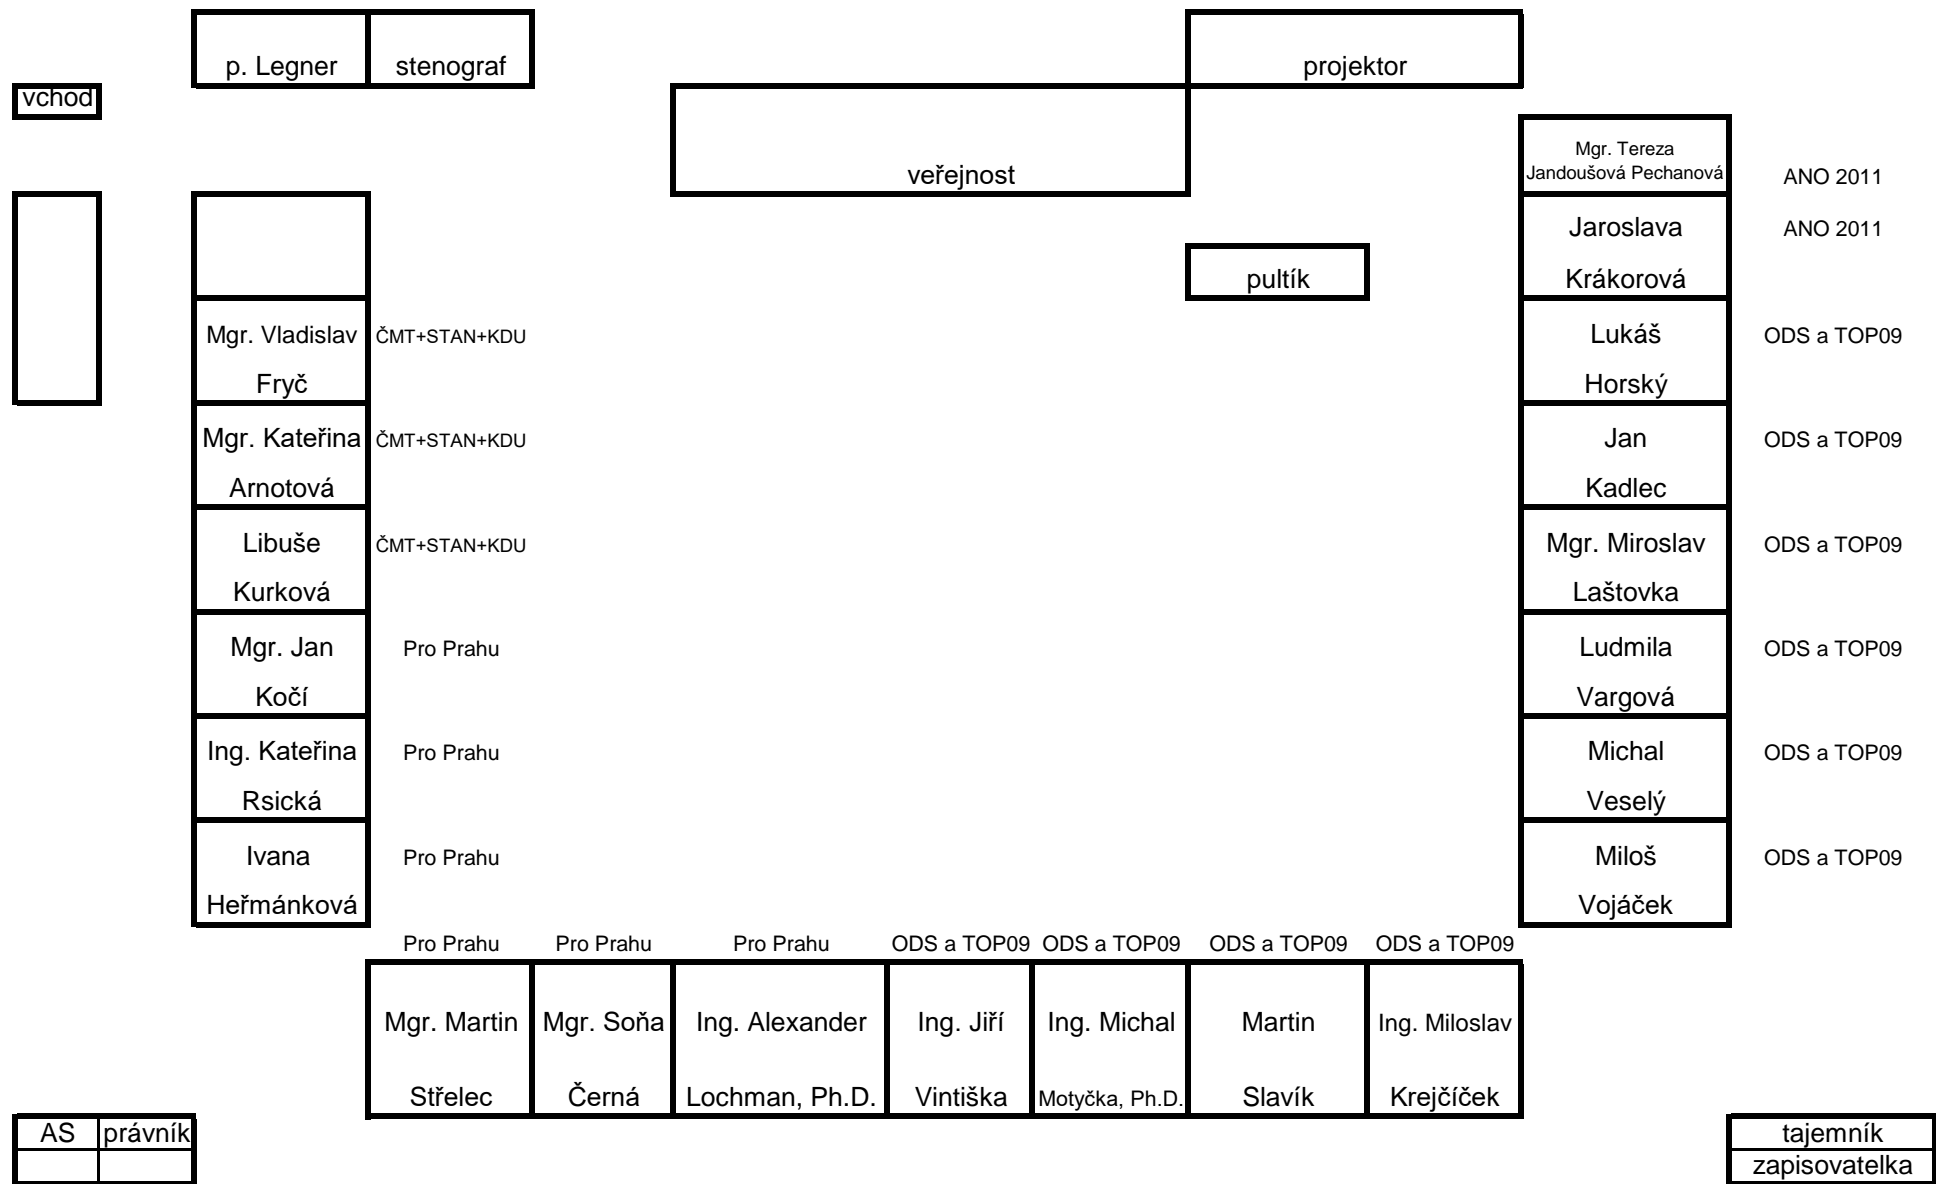 p. Legner
stenograf
projektor
vchod
veřejnost
Mgr. Tereza
Jandoušová Pechanová
ANO 2011
Jaroslava
ANO 2011
pultík
Krákorová
Mgr. Vladislav
ČMT+STAN+KDU
Lukáš
ODS a TOP09
Fryč
Horský
Mgr. Kateřina
ČMT+STAN+KDU
Jan
ODS a TOP09
Arnotová
Kadlec
Libuše
ČMT+STAN+KDU
Mgr. Miroslav
ODS a TOP09
Kurková
Laštovka
Mgr. Jan
Pro Prahu
Ludmila
ODS a TOP09
Kočí
Vargová
Ing. Kateřina
Pro Prahu
Michal
ODS a TOP09
Rsická
Veselý
Ivana
Pro Prahu
Miloš
ODS a TOP09
Heřmánková
Vojáček
Pro Prahu
Pro Prahu
Pro Prahu
ODS a TOP09
ODS a TOP09
ODS a TOP09
ODS a TOP09
Mgr. Martin
Mgr. Soňa
Ing. Alexander
Ing. Jiří
Ing. Michal
Martin
Ing. Miloslav
Střelec
Černá
Lochman, Ph.D.
Vintiška
Motyčka, Ph.D.
Slavík
Krejčíček
AS
právník
tajemník
zapisovatelka